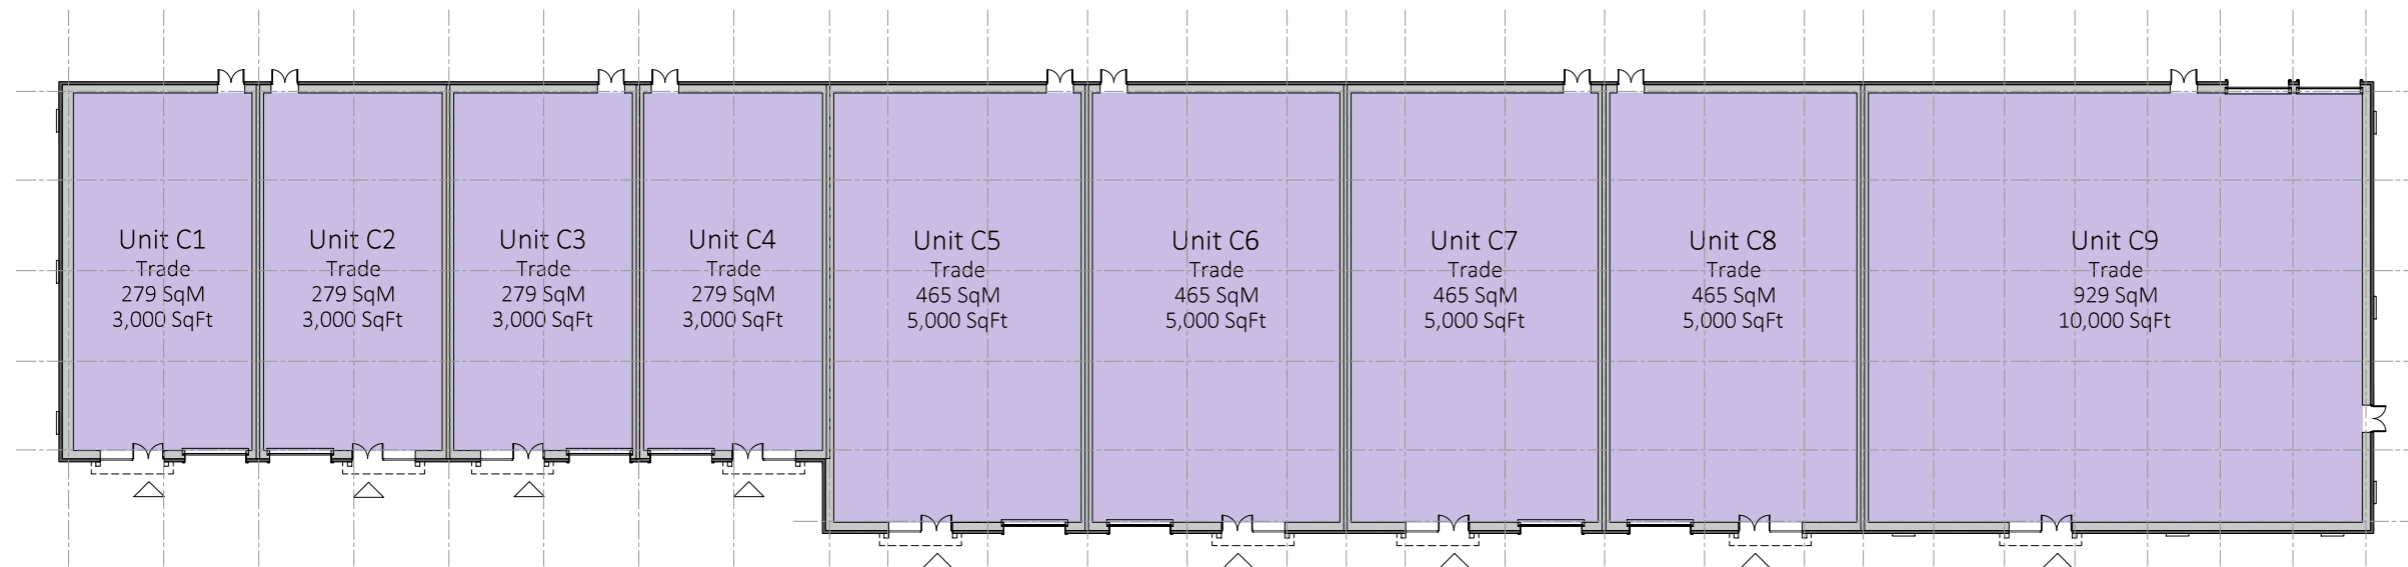 Unit C1
Trade
279 SqM
3,000 SqFt
Unit C2
Trade
279 SqM
3,000 SqFt
Unit C3
Trade
279 SqM
3,000 SqFt
Unit C4
Trade
279 SqM
3,000 SqFt
Unit C5
Trade
465 SqM
5,000 SqFt
Unit C6
Trade
465 SqM
5,000 SqFt
Unit C7
Trade
465 SqM
5,000 SqFt
Unit C8
Trade
465 SqM
5,000 SqFt
Unit C9
Trade
929 SqM
10,000 SqFt